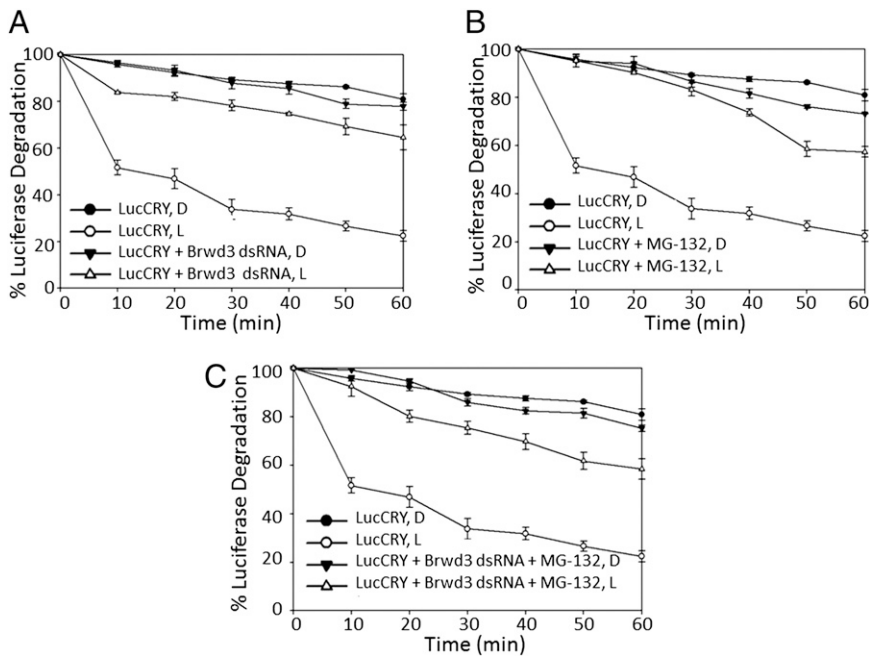 A
% Luciferase Degradation
100
80
60
40
20
0
LucCRY, D
LucCRY, L
LucCRY + Brwd3 dsRNA, D
LucCRY + Brwd3 dsRNA, L
0 10 20 30 40 50 60
Time (min)
B
% Luciferase Degradation
100
80
60
40
20
0
LucCRY, D
LucCRY, L
LucCRY + MG-132, D
LucCRY + MG-132, L
0 10 20 30 40 50 60
Time (min)
C
% Luciferase Degradation
100
80
60
40
20
0
LucCRY, D
LucCRY, L
LucCRY + Brwd3 dsRNA + MG-132, D
LucCRY + Brwd3 dsRNA + MG-132, L
10 20 30 40 50 60
Time (min)